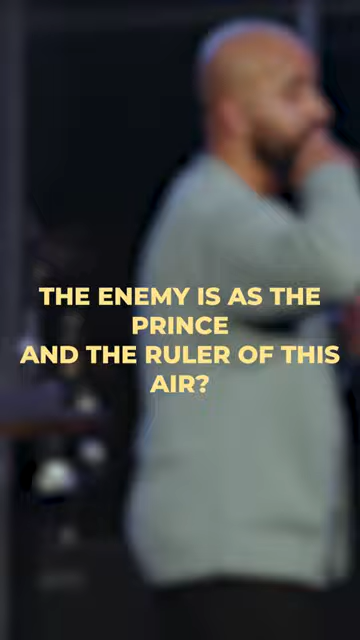 THE ENEMY IS AS THE
PRINCE
AND THE RULER OF THIS
AIR?